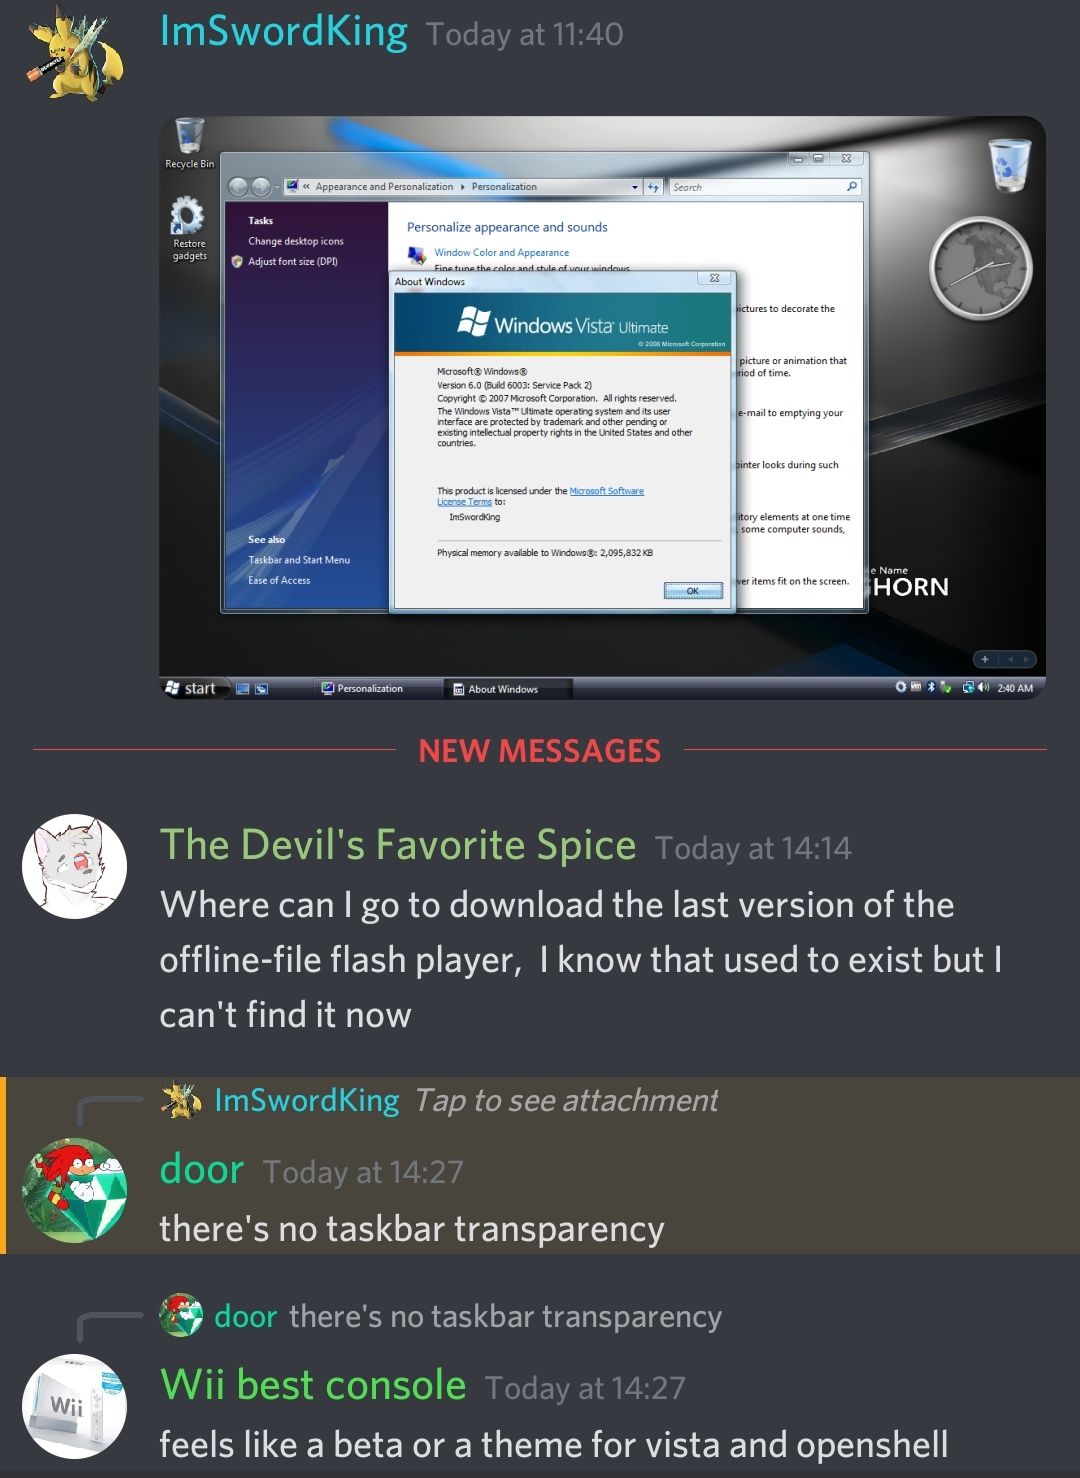 ImSwordKing Today at 11:40
Recycle Bin
Restore
gadgets
« Appearance and Personalization ▸ Personalization
Search
Tasks
Change desktop icons
Adjust font size (DPI)
Personalize appearance and sounds
Window Color and Appearance
Fine tune the color and style of your windows.
About Windows
Windows Vista™ Ultimate
© 2006 Microsoft Corporation
ictures to decorate the
picture or animation that
riod of time.
e-mail to emptying your
ointer looks during such
itory elements at one time
, some computer sounds,
ver items fit on the screen.
Microsoft® Windows®
Version 6.0 (Build 6003: Service Pack 2)
Copyright © 2007 Microsoft Corporation. All rights reserved.
The Windows Vista™ Ultimate operating system and its user
interface are protected by trademark and other pending or
existing intellectual property rights in the United States and other
countries.
This product is licensed under the Microsoft Software
License Terms to:
ImSwordKing
Physical memory available to Windows®: 2,095,832 KB
OK
See also
Taskbar and Start Menu
Ease of Access
e Name
HORN
start
Personalization
About Windows
2:40 AM
NEW MESSAGES
The Devil's Favorite Spice Today at 14:14
Where can I go to download the last version of the
offline-file flash player, I know that used to exist but I
can't find it now
ImSwordKing Tap to see attachment
door Today at 14:27
there's no taskbar transparency
door there's no taskbar transparency
Wii best console Today at 14:27
Wii
feels like a beta or a theme for vista and openshell